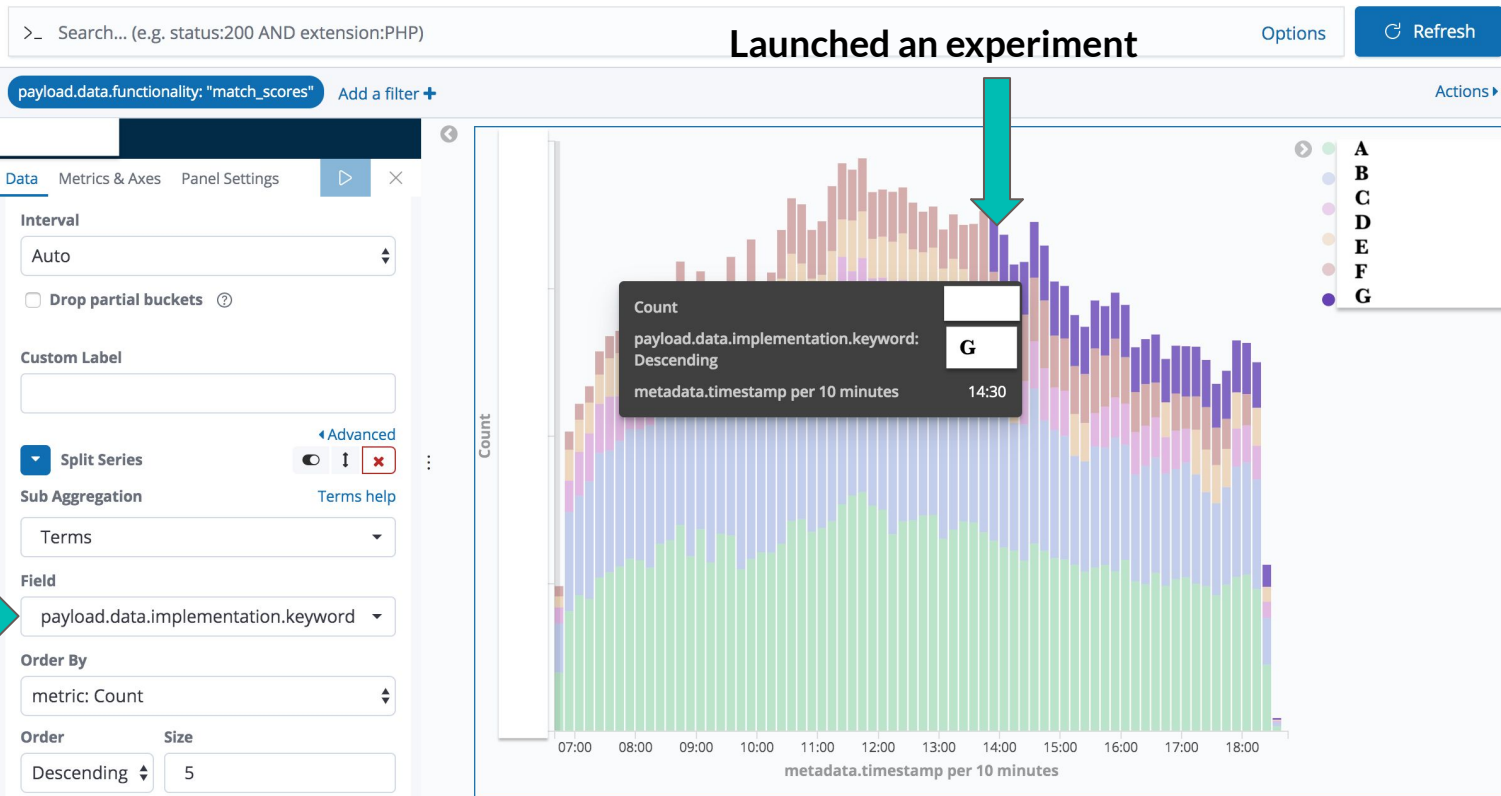 >_ Search... (e.g. status:200 AND extension:PHP)
Launched an experiment
Options
Refresh
payload.data.functionality: "match_scores"
Add a filter +
Actions
Data Metrics & Axes Panel Settings
Interval
Auto
Drop partial buckets ?
Custom Label
Advanced
Split Series
Sub Aggregation
Terms help
Terms
Field
payload.data.implementation.keyword
Order By
metric: Count
Order Size
Descending 5
Count
Count
payload.data.implementation.keyword:
Descending
G
metadata.timestamp per 10 minutes 14:30
07:00 08:00 09:00 10:00 11:00 12:00 13:00 14:00 15:00 16:00 17:00 18:00
metadata.timestamp per 10 minutes
A
B
C
D
E
F
G